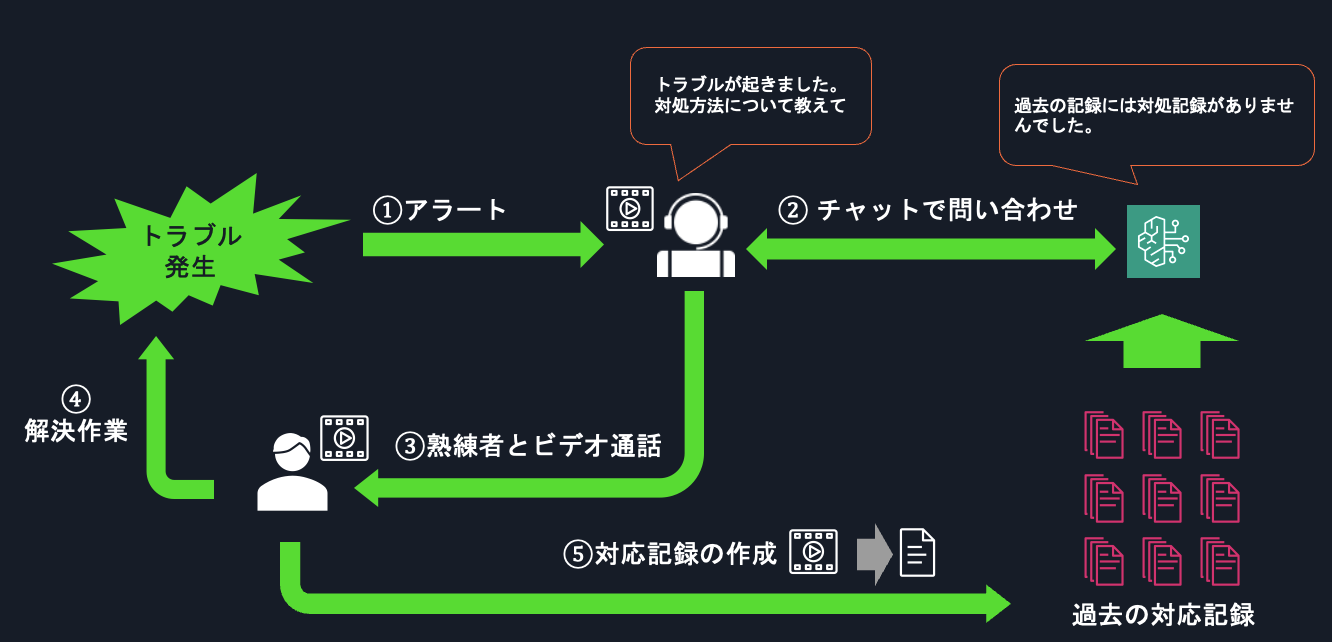 トラブルが起きました。
対処方法について教えて
過去の記録には対処記録がありませ
んでした。
①アラート
② チャットで問い合わせ
トラブル
発生
④
解決作業
③熟練者とビデオ通話
⑤対応記録の作成
過去の対応記録